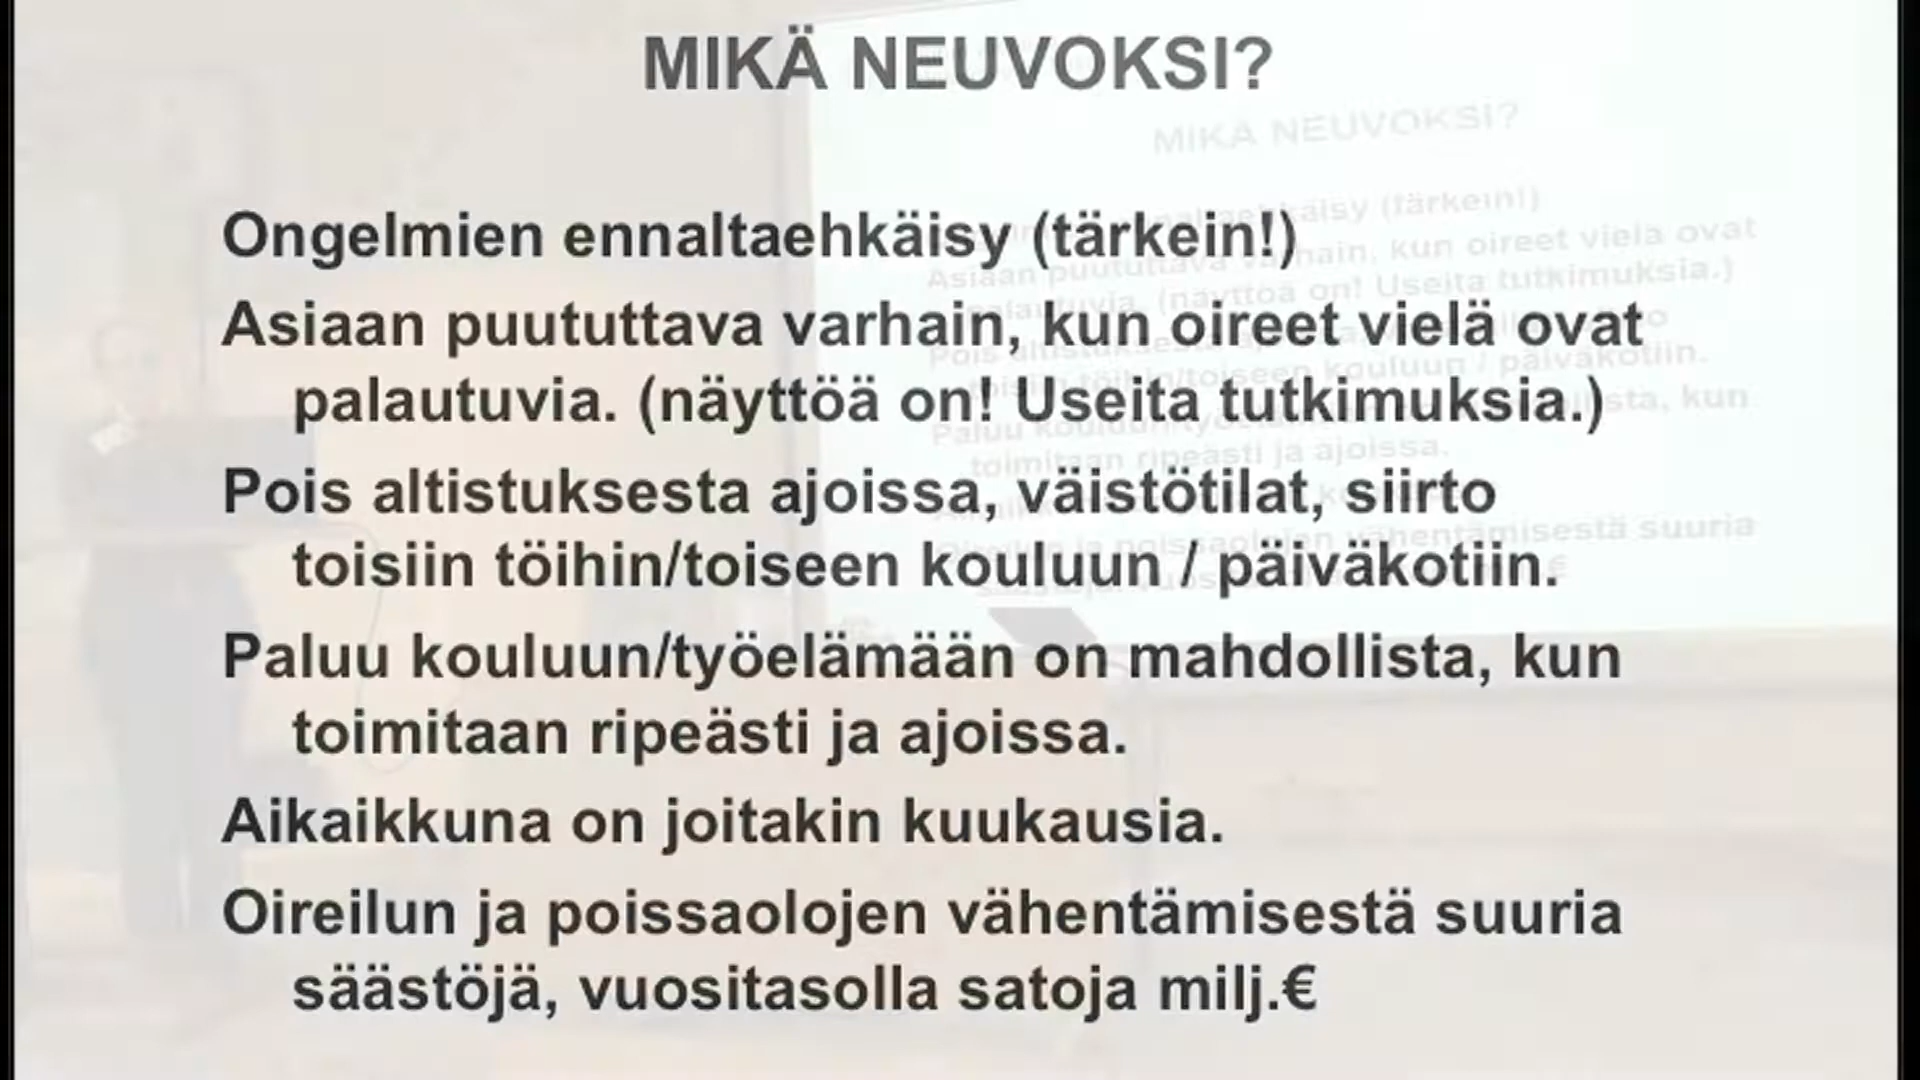 MIKÄ NEUVOKSI?
Ongelmien ennaltaehkäisy (tärkein!)
Asiaan puututtava varhain, kun oireet vielä ovat
palautuvia. (näyttöä on! Useita tutkimuksia.)
Pois altistuksesta ajoissa, väistötilat, siirto
toisiin töihin/toiseen kouluun / päiväkotiin.
Paluu kouluun/työelämään on mahdollista, kun
toimitaan ripeästi ja ajoissa.
Aikaikkuna on joitakin kuukausia.
Oireilun ja poissaolojen vähentämisestä suuria
säästöjä, vuositasolla satoja milj.€
MIKÄ NEUVOKSI?